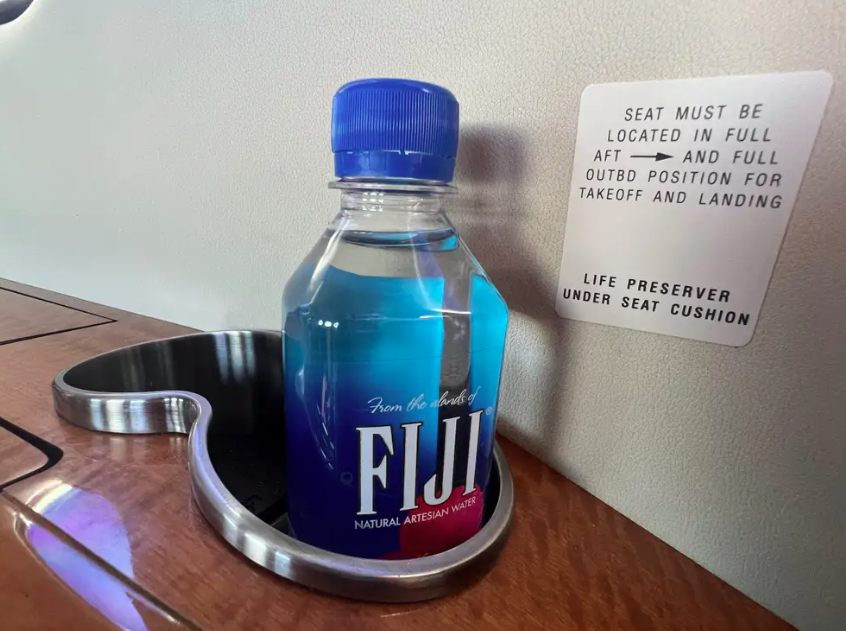 From the islands of
FIJI®
NATURAL ARTESIAN WATER
SEAT MUST BE
LOCATED IN FULL
AFT → AND FULL
OUTBD POSITION FOR
TAKEOFF AND LANDING
LIFE PRESERVER
UNDER SEAT CUSHION